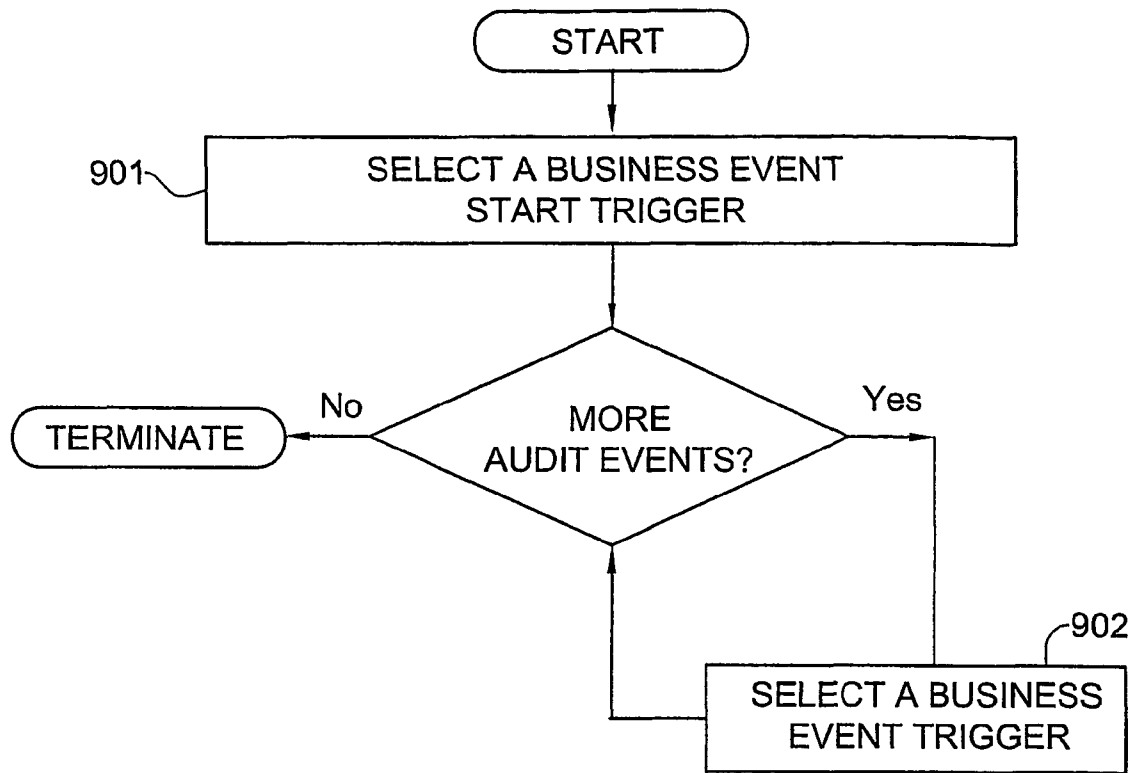 START
901
SELECT A BUSINESS EVENT
START TRIGGER
No
Yes
TERMINATE
MORE
AUDIT EVENTS?
902
SELECT A BUSINESS
EVENT TRIGGER